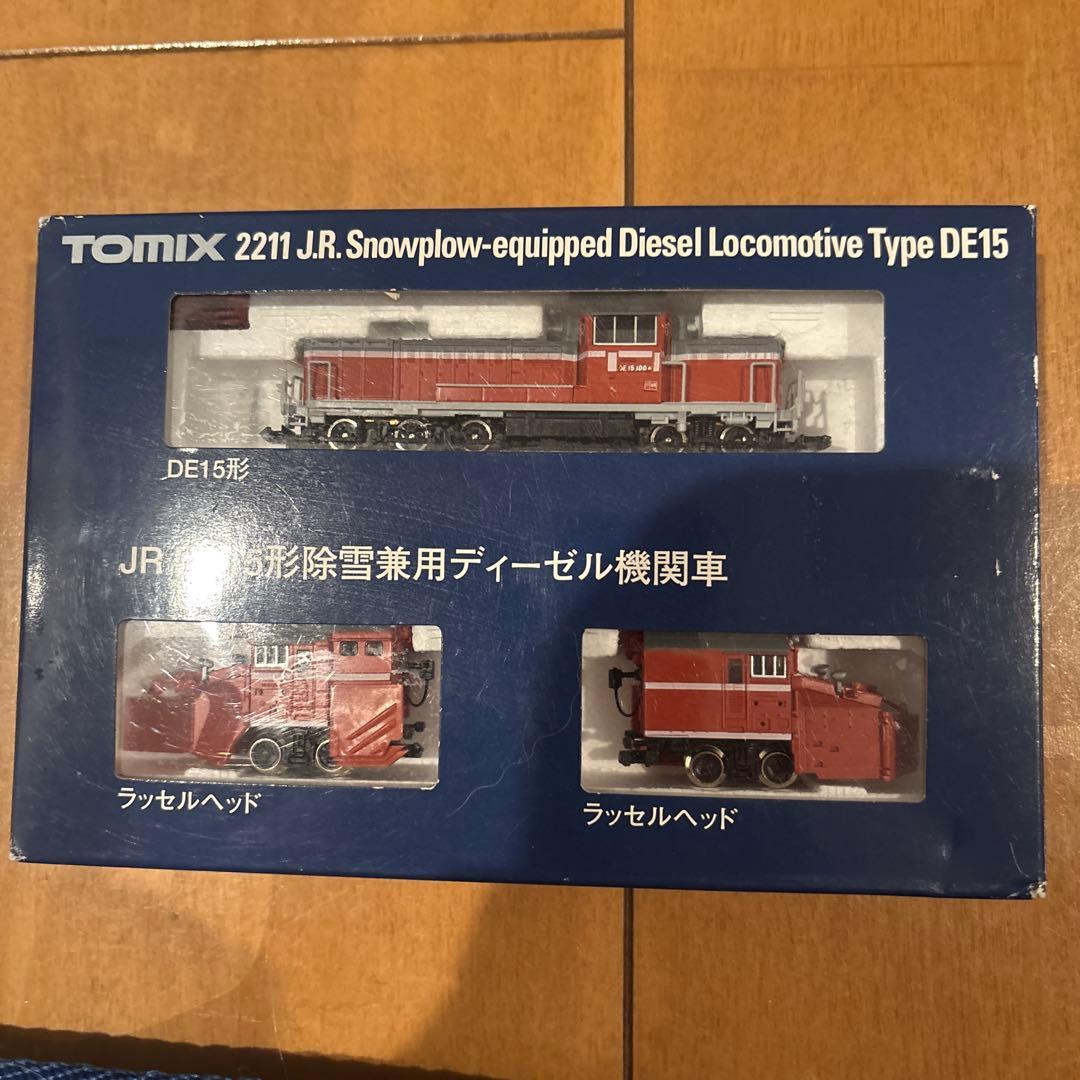 TOMIX 2211 J.R. Snowplow-equipped Diesel Locomotive Type DE15
DE15形
JR 5形除雪兼用ディーゼル機関車
ラッセルヘッド
ラッセルヘッド